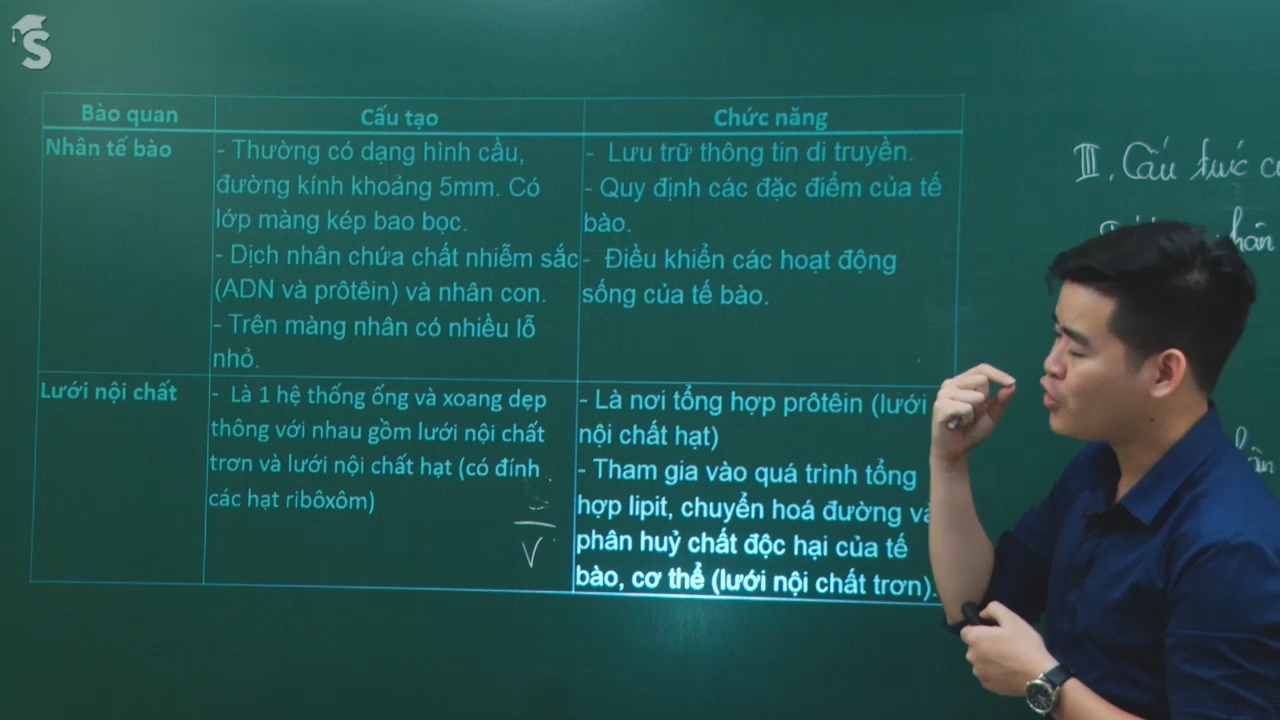 S
Bào quan
Cấu tạo
Chức năng
Nhân tế bào
- Thường có dạng hình cầu,
đường kính khoảng 5mm. Có
lớp màng kép bao bọc.
- Dịch nhân chứa chất nhiễm sắc
(ADN và prôtêin) và nhân con.
- Trên màng nhân có nhiều lỗ
nhỏ.
- Lưu trữ thông tin di truyền.
- Quy định các đặc điểm của tế
bào.
- Điều khiển các hoạt động
sống của tế bào.
Lưới nội chất
- Là 1 hệ thống ống và xoang dẹp
thông với nhau gồm lưới nội chất
trơn và lưới nội chất hạt (có đính
các hạt ribôxôm)
- Là nơi tổng hợp prôtêin (lưới
nội chất hạt)
- Tham gia vào quá trình tổng
hợp lipit, chuyển hoá đường và
phân huỷ chất độc hại của tế
bào, cơ thể (lưới nội chất trơn).
S
V
III. Cấu trúc